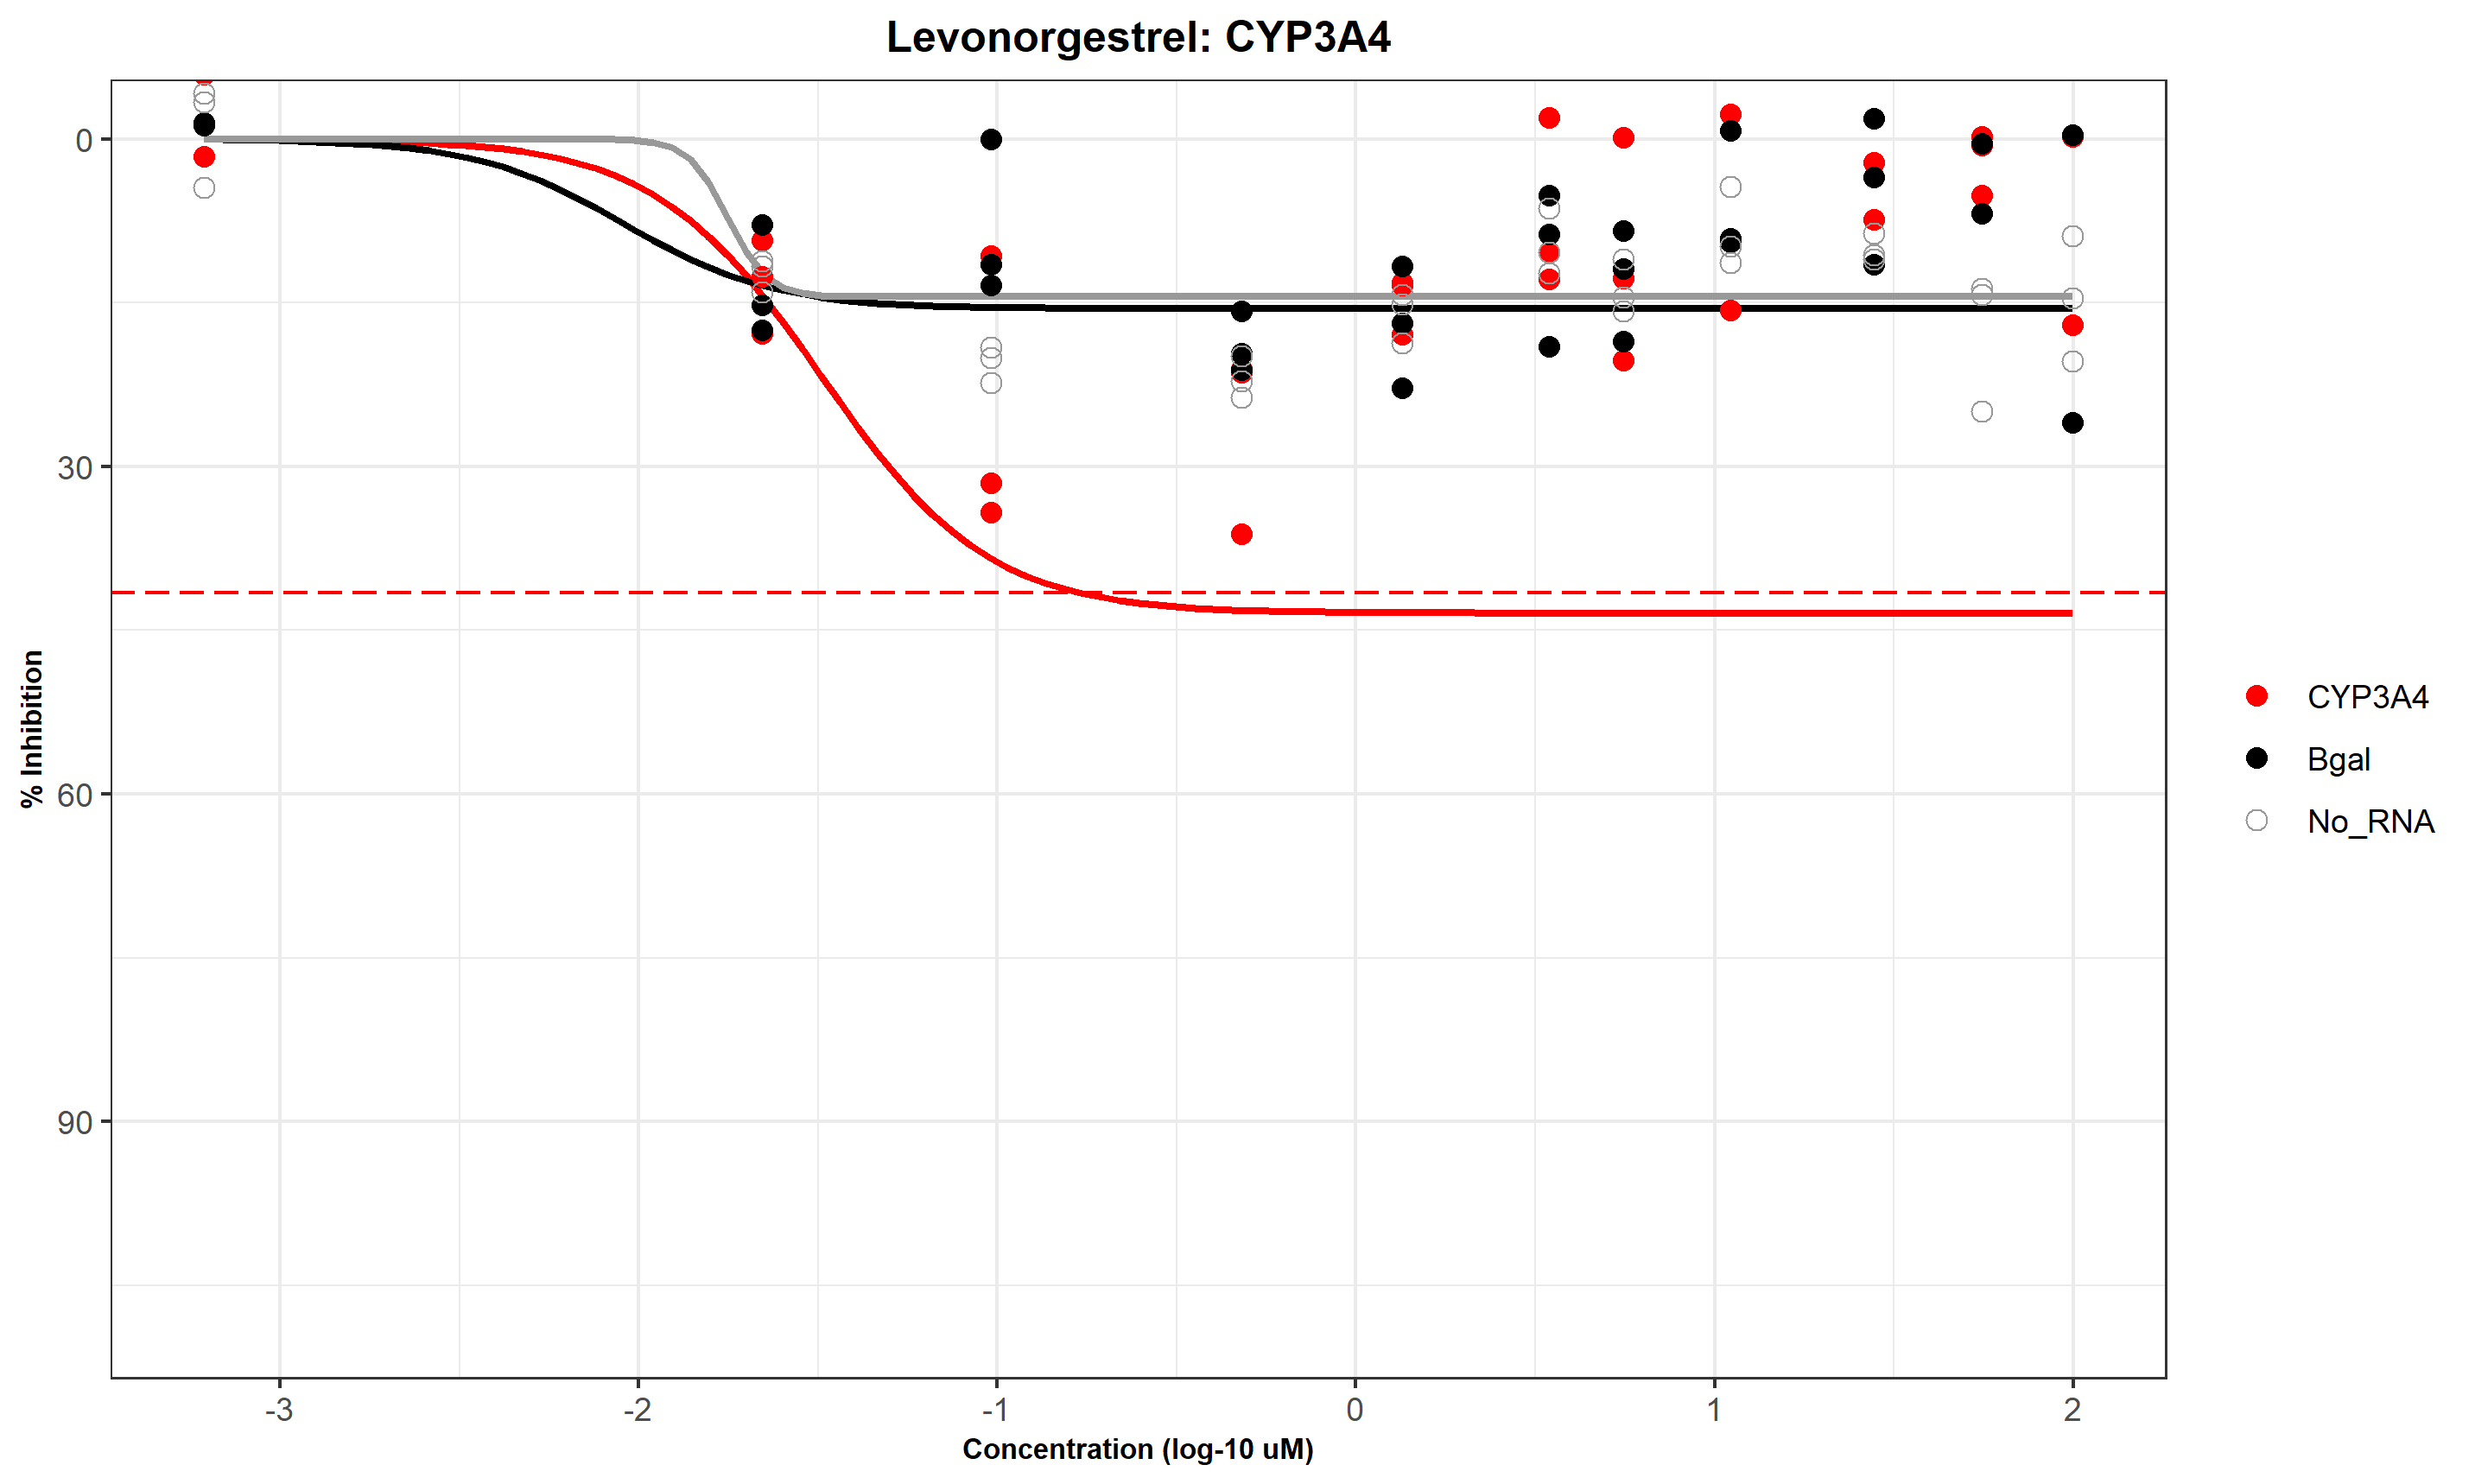 Levonorgestrel: CYP3A4
% Inhibition
0
30
60
90
-3
-2
-1
0
1
2
Concentration (log-10 uM)
CYP3A4
Bgal
No_RNA